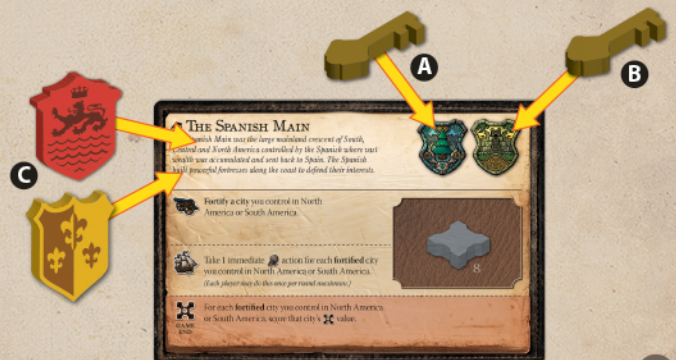 A
B
C
THE SPANISH MAIN
Spanish Main was the large mainland crescent of South,
Central and North America controlled by the Spanish where vast
wealth was accumulated and sent back to Spain. The Spanish
built powerful fortresses along the coast to defend their interests.
Fortify a city you control in North
America or South America.
8
Take 1 immediate action for each fortified city
you control in North America or South America.
(Each player may do this once per round maximum.)
For each fortified city you control in North America
or South America, score that city's value.
GAME
END